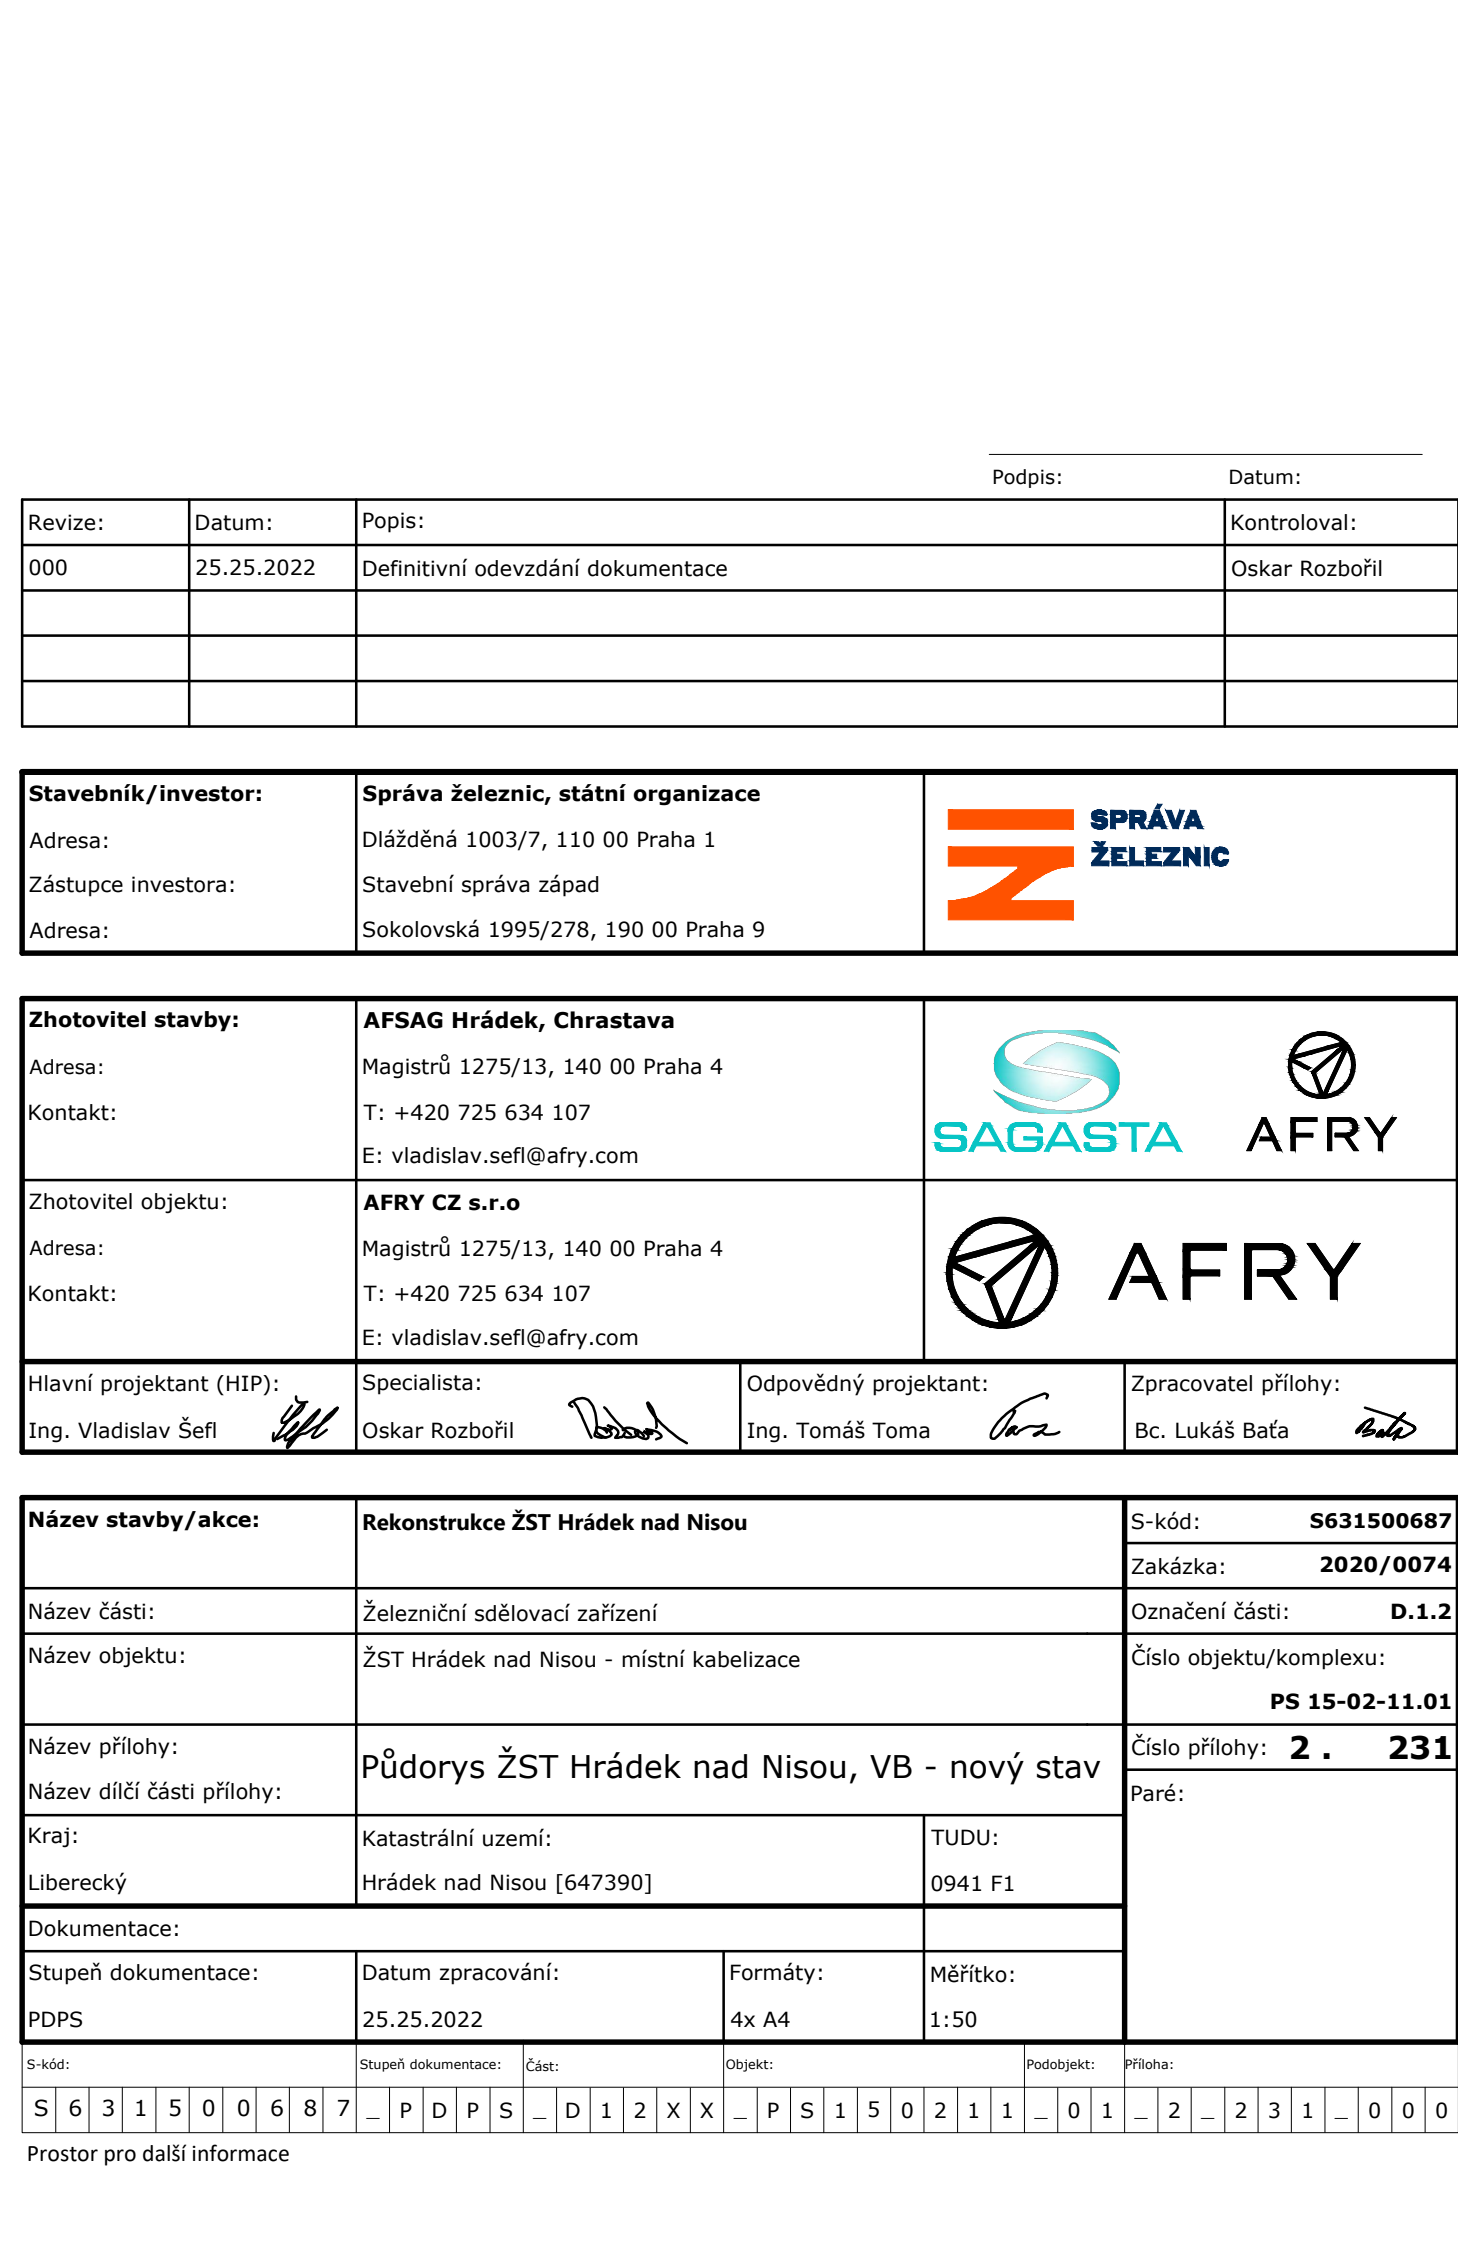 Podpis: Datum:
Revize: Datum: Popis: Kontroloval:
000 25.25.2022 Definitivní odevzdání dokumentace Oskar Rozbořil
Stavebník/investor: Správa železnic, státní organizace
Adresa: Dlážděná 1003/7, 110 00 Praha 1
Zástupce investora: Stavební správa západ
Adresa: Sokolovská 1995/278, 190 00 Praha 9
SPRÁVA
ŽELEZNIC
Zhotovitel stavby: AFSAG Hrádek, Chrastava
Adresa: Magistrů 1275/13, 140 00 Praha 4
Kontakt: T: +420 725 634 107
E: vladislav.sefl@afry.com
SAGASTA AFRY
Zhotovitel objektu: AFRY CZ s.r.o
Adresa: Magistrů 1275/13, 140 00 Praha 4
Kontakt: T: +420 725 634 107
E: vladislav.sefl@afry.com
AFRY
Hlavní projektant (HIP): Specialista: Odpovědný projektant: Zpracovatel přílohy:
Ing. Vladislav Šefl Oskar Rozbořil Ing. Tomáš Toma Bc. Lukáš Baťa
Název stavby/akce: Rekonstrukce ŽST Hrádek nad Nisou S-kód: S631500687
Zakázka: 2020/0074
Název části: Železniční sdělovací zařízení Označení části: D.1.2
Název objektu: ŽST Hrádek nad Nisou - místní kabelizace Číslo objektu/komplexu:
PS 15-02-11.01
Název přílohy: Půdorys ŽST Hrádek nad Nisou, VB - nový stav Číslo přílohy: 2 . 231
Název dílčí části přílohy: Paré:
Kraj: Katastrální uzemí: TUDU:
Liberecký Hrádek nad Nisou [647390] 0941 F1
Dokumentace:
Stupeň dokumentace: Datum zpracování: Formáty: Měřítko:
PDPS 25.25.2022 4x A4 1:50
S-kód: Stupeň dokumentace: Část: Objekt: Podobjekt: Příloha:
S 6 3 1 5 0 0 6 8 7 _ P D P S _ D 1 2 X X _ P S 1 5 0 2 1 1 _ 0 1 _ 2 _ 2 3 1 _ 0 0 0
Prostor pro další informace